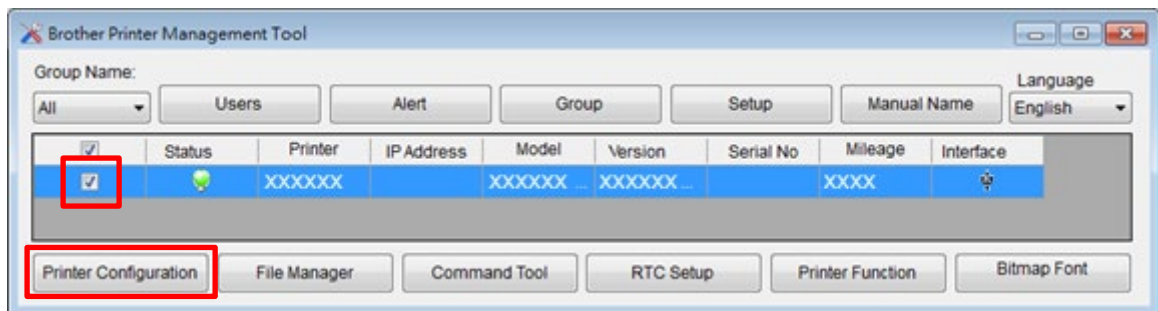 Brother Printer Management Tool
Group Name:
Language
All Users Alert Group Setup Manual Name English
Status Printer IP Address Model Version Serial No Mileage Interface
XXXXXX XXXXXX ... XXXXXX ... XXXX
Printer Configuration File Manager Command Tool RTC Setup Printer Function Bitmap Font